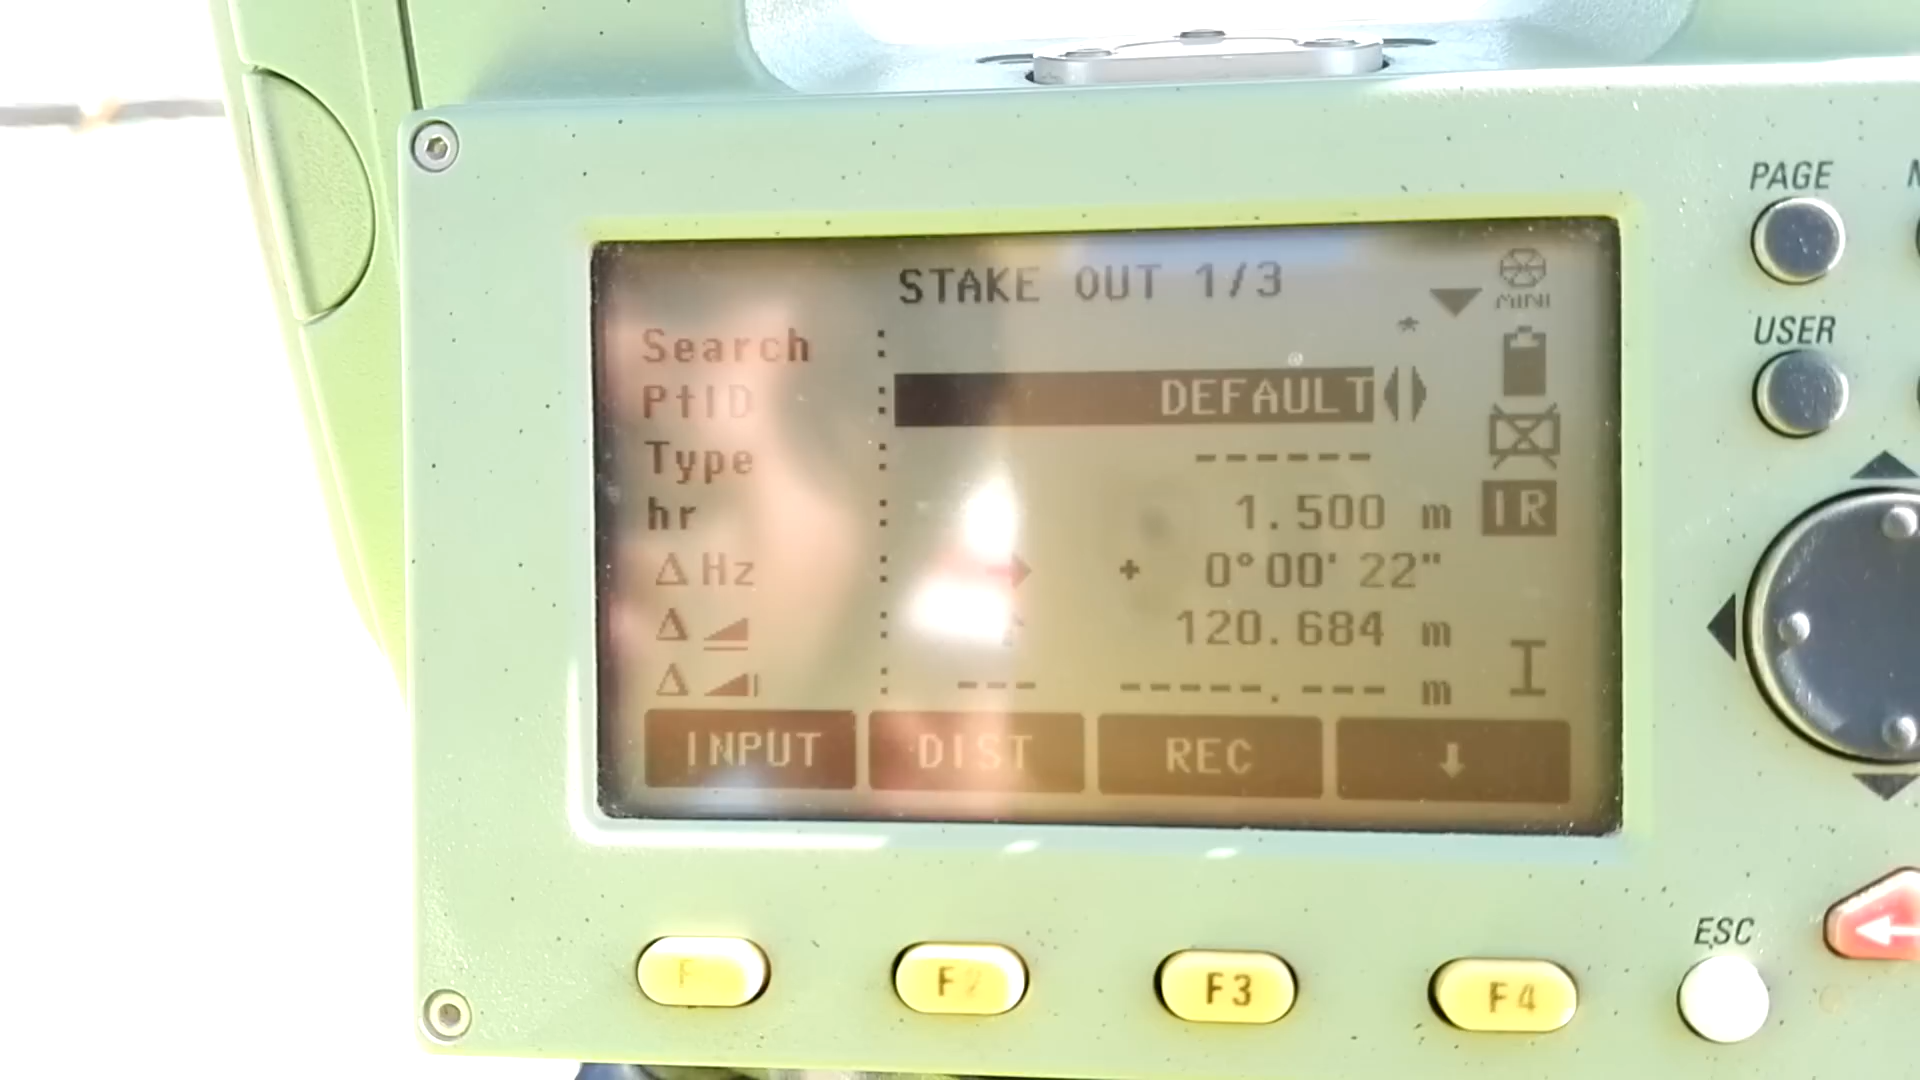 STAKE OUT 1/3
MINI
Search : *
PtID : DEFAULT
Type : ------
hr : 1.500 m
IR
Δ Hz : → + 0°00' 22"
Δ : 120.684 m
Δ : --- -----.--- m
I
INPUT DIST REC ↓
PAGE
USER
F F2 F3 F4
ESC